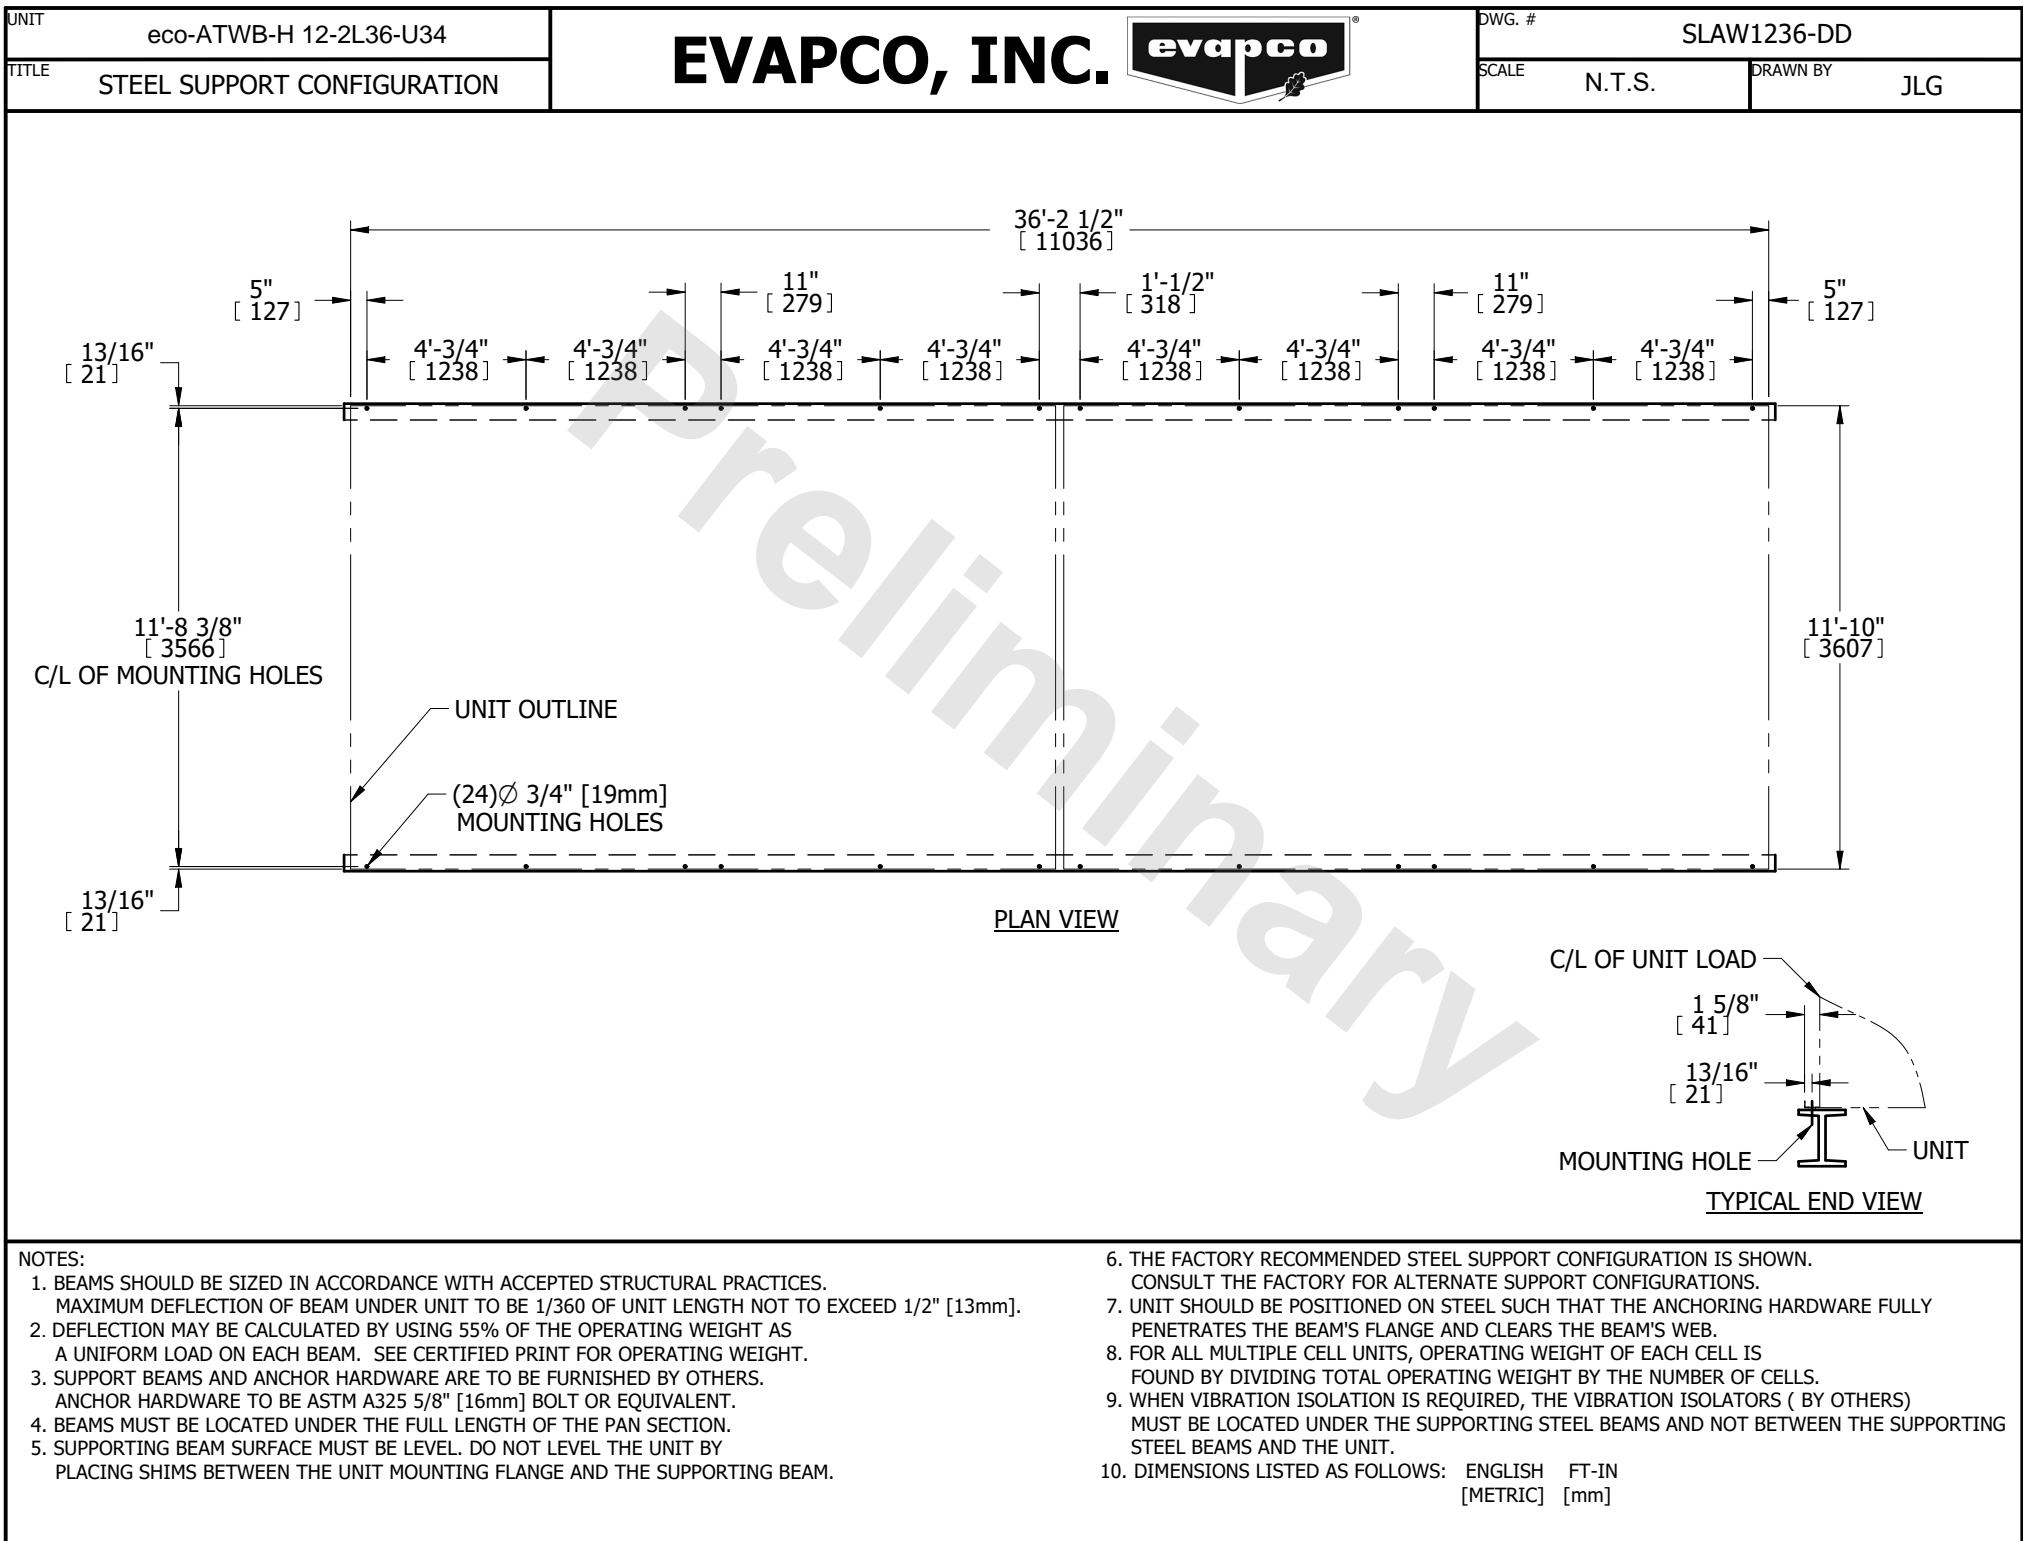 UNIT
eco-ATWB-H 12-2L36-U34
TITLE
STEEL SUPPORT CONFIGURATION
EVAPCO, INC.
evapco
®
DWG. #
SLAW1236-DD
SCALE
N.T.S.
DRAWN BY
JLG
36'-2 1/2"
[ 11036 ]
5"
[ 127 ]
11"
[ 279 ]
1'-1/2"
[ 318 ]
11"
[ 279 ]
5"
[ 127 ]
13/16"
[ 21 ]
4'-3/4"
[ 1238 ]
4'-3/4"
[ 1238 ]
4'-3/4"
[ 1238 ]
4'-3/4"
[ 1238 ]
4'-3/4"
[ 1238 ]
4'-3/4"
[ 1238 ]
4'-3/4"
[ 1238 ]
4'-3/4"
[ 1238 ]
Preliminary
11'-8 3/8"
[ 3566 ]
C/L OF MOUNTING HOLES
11'-10"
[ 3607 ]
UNIT OUTLINE
(24)∅ 3/4" [19mm]
MOUNTING HOLES
13/16"
[ 21 ]
PLAN VIEW
C/L OF UNIT LOAD
1 5/8"
[ 41 ]
13/16"
[ 21 ]
MOUNTING HOLE
UNIT
TYPICAL END VIEW
NOTES:
1. BEAMS SHOULD BE SIZED IN ACCORDANCE WITH ACCEPTED STRUCTURAL PRACTICES.
MAXIMUM DEFLECTION OF BEAM UNDER UNIT TO BE 1/360 OF UNIT LENGTH NOT TO EXCEED 1/2" [13mm].
2. DEFLECTION MAY BE CALCULATED BY USING 55% OF THE OPERATING WEIGHT AS
A UNIFORM LOAD ON EACH BEAM. SEE CERTIFIED PRINT FOR OPERATING WEIGHT.
3. SUPPORT BEAMS AND ANCHOR HARDWARE ARE TO BE FURNISHED BY OTHERS.
ANCHOR HARDWARE TO BE ASTM A325 5/8" [16mm] BOLT OR EQUIVALENT.
4. BEAMS MUST BE LOCATED UNDER THE FULL LENGTH OF THE PAN SECTION.
5. SUPPORTING BEAM SURFACE MUST BE LEVEL. DO NOT LEVEL THE UNIT BY
PLACING SHIMS BETWEEN THE UNIT MOUNTING FLANGE AND THE SUPPORTING BEAM.
6. THE FACTORY RECOMMENDED STEEL SUPPORT CONFIGURATION IS SHOWN.
CONSULT THE FACTORY FOR ALTERNATE SUPPORT CONFIGURATIONS.
7. UNIT SHOULD BE POSITIONED ON STEEL SUCH THAT THE ANCHORING HARDWARE FULLY
PENETRATES THE BEAM'S FLANGE AND CLEARS THE BEAM'S WEB.
8. FOR ALL MULTIPLE CELL UNITS, OPERATING WEIGHT OF EACH CELL IS
FOUND BY DIVIDING TOTAL OPERATING WEIGHT BY THE NUMBER OF CELLS.
9. WHEN VIBRATION ISOLATION IS REQUIRED, THE VIBRATION ISOLATORS ( BY OTHERS)
MUST BE LOCATED UNDER THE SUPPORTING STEEL BEAMS AND NOT BETWEEN THE SUPPORTING
STEEL BEAMS AND THE UNIT.
10. DIMENSIONS LISTED AS FOLLOWS: ENGLISH FT-IN
[METRIC] [mm]